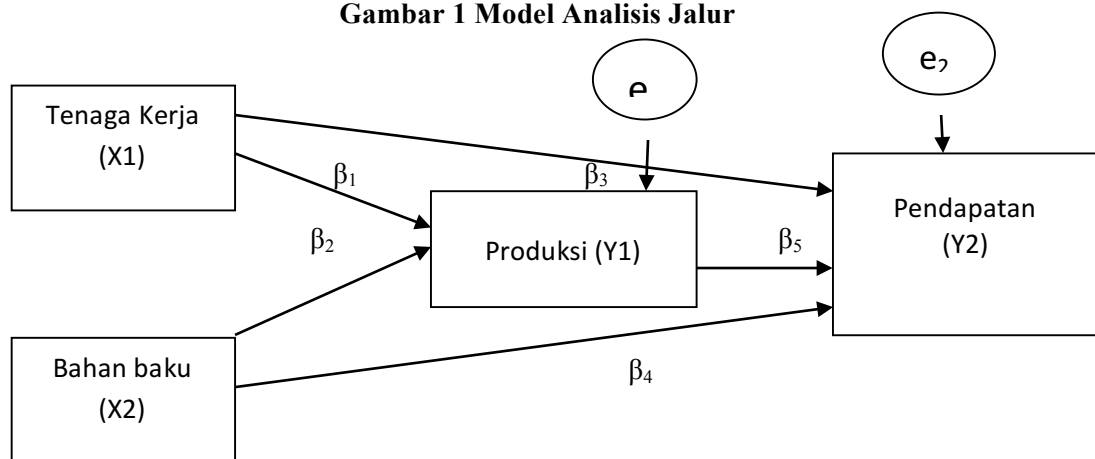 Gambar 1 Model Analisis Jalur
e
e₂
Tenaga Kerja
(X1)
β₁
β₃
Pendapatan
(Y2)
β₂
Produksi (Y1)
β₅
Bahan baku
(X2)
β₄